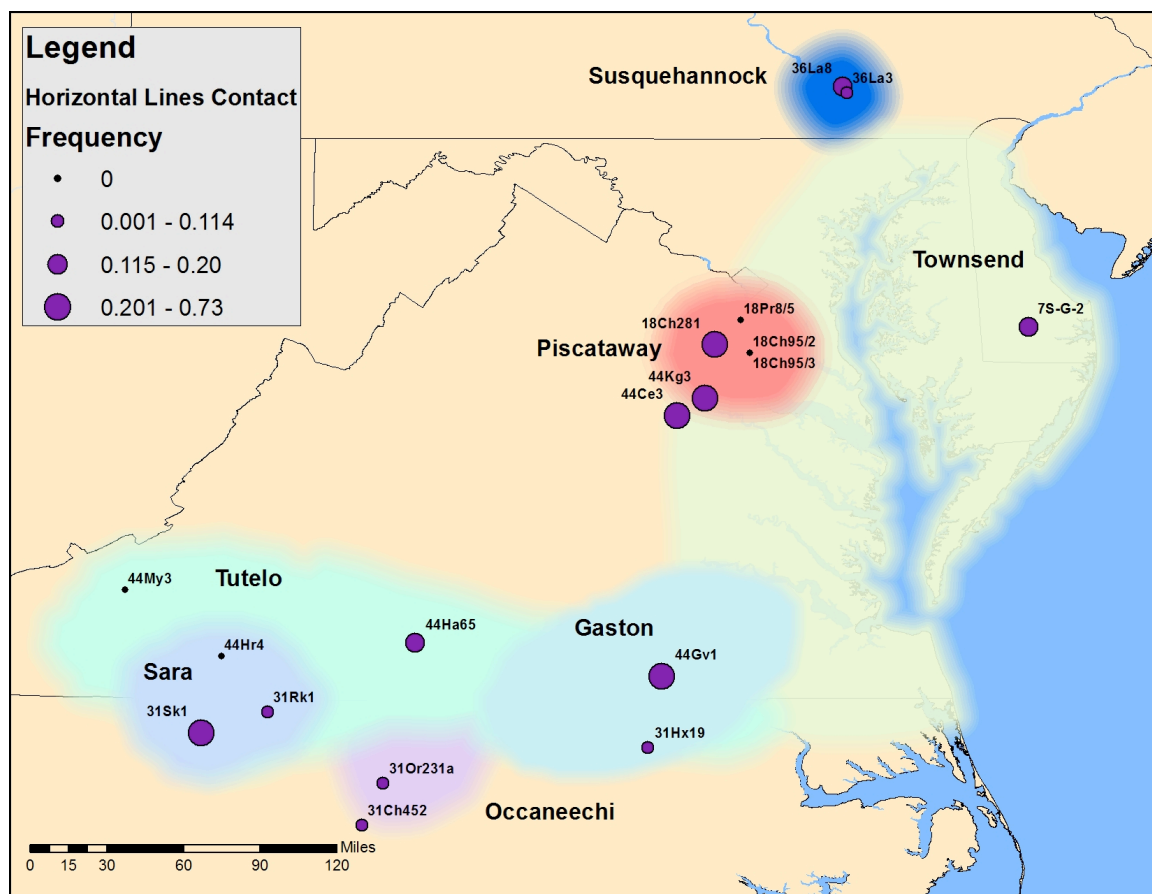 Legend
Horizontal Lines Contact
Frequency
0
0.001 - 0.114
0.115 - 0.20
0.201 - 0.73
Susquehannock
36La8
36La3
Townsend
7S-G-2
18Pr8/5
18Ch281
18Ch95/2
18Ch95/3
Piscataway
44Kg3
44Ce3
44My3
Tutelo
44Ha65
Gaston
44Gv1
44Hr4
Sara
31Rk1
31Sk1
31Hx19
31Or231a
31Ch452
Occaneechi
Miles
0 15 30 60 90 120